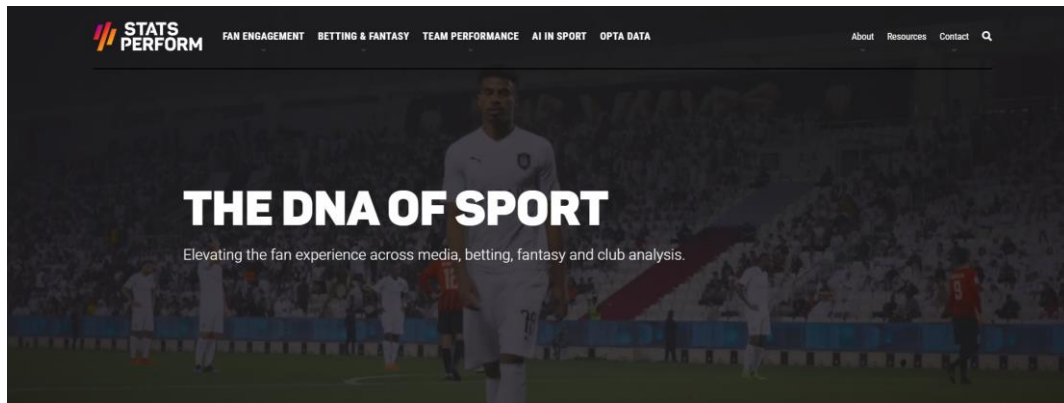 STATS
PERFORM
FAN ENGAGEMENT BETTING & FANTASY TEAM PERFORMANCE AI IN SPORT OPTA DATA
About Resources Contact
THE DNA OF SPORT
Elevating the fan experience across media, betting, fantasy and club analysis.
9